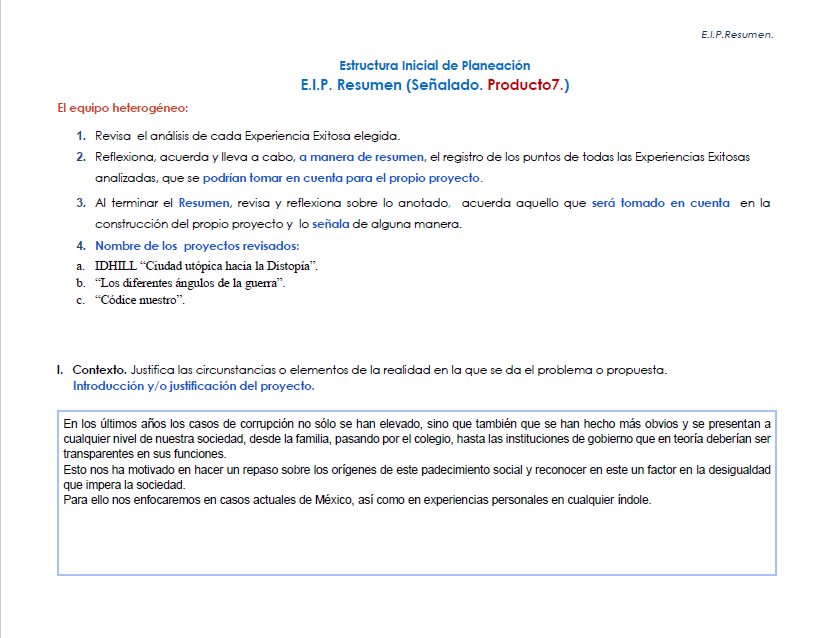 E.I.P.Resumen.
Estructura Inicial de Planeación
E.I.P. Resumen (Señalado. Producto7.)
El equipo heterogéneo:
1. Revisa el análisis de cada Experiencia Exitosa elegida.
2. Reflexiona, acuerda y lleva a cabo, a manera de resumen, el registro de los puntos de todas las Experiencias Exitosas
analizadas, que se podrían tomar en cuenta para el propio proyecto.
3. Al terminar el Resumen, revisa y reflexiona sobre lo anotado, acuerda aquello que será tomado en cuenta en la
construcción del propio proyecto y lo señala de alguna manera.
4. Nombre de los proyectos revisados:
a. IDHILL “Ciudad utópica hacia la Distopía”.
b. “Los diferentes ángulos de la guerra”.
c. “Códice nuestro”.
I. Contexto. Justifica las circunstancias o elementos de la realidad en la que se da el problema o propuesta.
Introducción y/o justificación del proyecto.
En los últimos años los casos de corrupción no sólo se han elevado, sino que también que se han hecho más obvios y se presentan a
cualquier nivel de nuestra sociedad, desde la familia, pasando por el colegio, hasta las instituciones de gobierno que en teoría deberían ser
transparentes en sus funciones.
Esto nos ha motivado en hacer un repaso sobre los orígenes de este padecimiento social y reconocer en este un factor en la desigualdad
que impera la sociedad.
Para ello nos enfocaremos en casos actuales de México, así como en experiencias personales en cualquier índole.